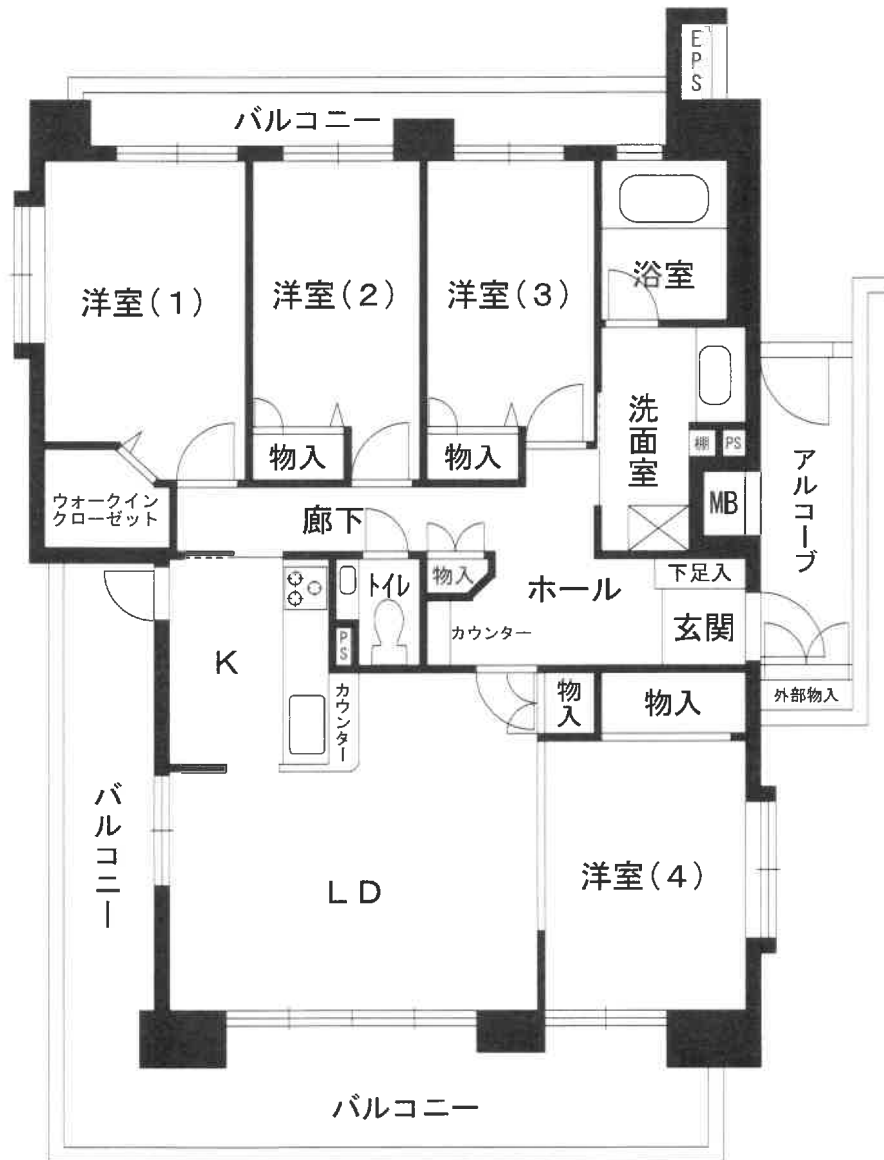 EPS
バルコニー
洋室(1)
洋室(2)
洋室(3)
浴室
洗面室
棚
PS
MB
アルコーブ
物入
物入
ウォークイン
クローゼット
廊下
物入
トイレ
PS
ホール
下足入
カウンター
玄関
外部物入
K
カウンター
物入
物入
バルコニー
LD
洋室(4)
バルコニー